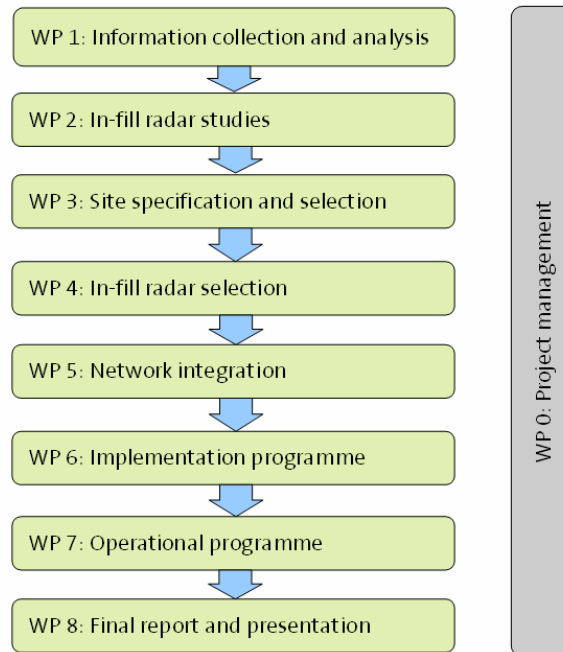 WP 1: Information collection and analysis
WP 2: In-fill radar studies
WP 3: Site specification and selection
WP 4: In-fill radar selection
WP 5: Network integration
WP 6: Implementation programme
WP 7: Operational programme
WP 8: Final report and presentation
WP 0: Project management